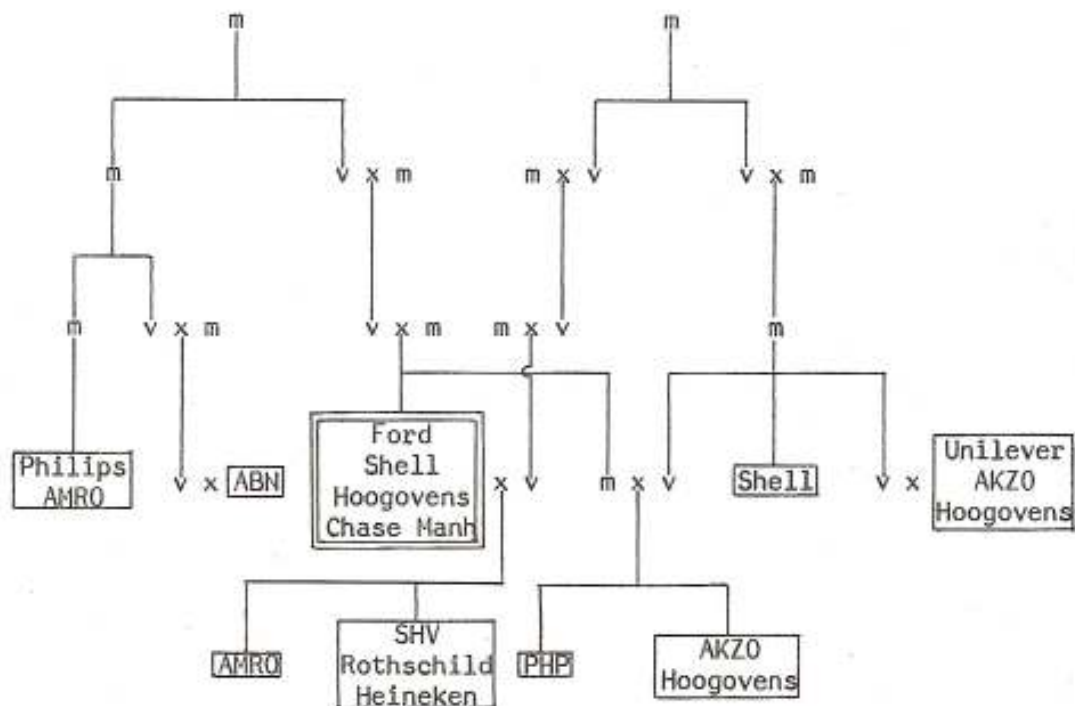 m m
m v x m m x v v x m
m v x m v x m m x v m
Philips
AMRO
v x ABN
Ford
Shell
Hoogovens
Chase Manh
x v m x v Shell v x
Unilever
AKZO
Hoogovens
AMRO
SHV
Rothschild
Heineken
PHP
AKZO
Hoogovens